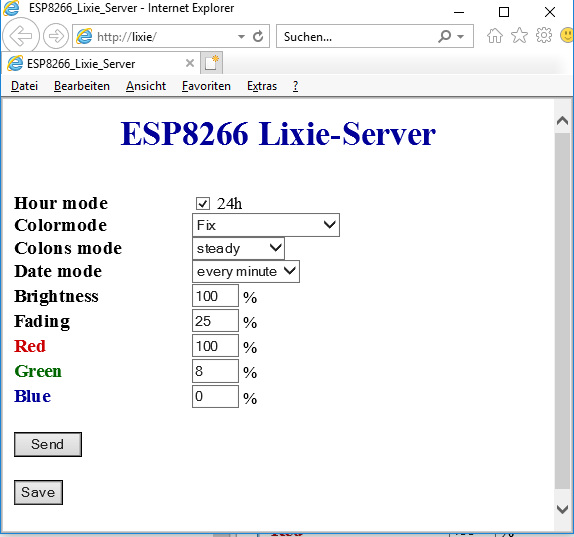 ESP8266_Lixie_Server - Internet Explorer
http://lixie/
Suchen...
ESP8266_Lixie_Server
Datei Bearbeiten Ansicht Favoriten Extras ?
ESP8266 Lixie-Server
Hour mode 24h
Colormode Fix
Colons mode steady
Date mode every minute
Brightness 100 %
Fading 25 %
Red 100 %
Green 8 %
Blue 0 %
Send
Save